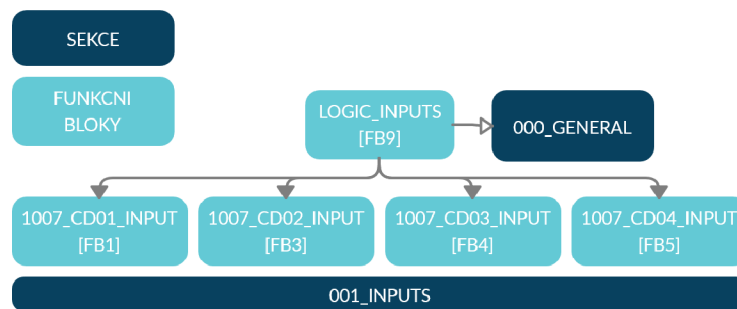 SEKCE
FUNKCNI
BLOKY
LOGIC_INPUTS
[FB9]
000_GENERAL
1007_CD01_INPUT
[FB1]
1007_CD02_INPUT
[FB3]
1007_CD03_INPUT
[FB4]
1007_CD04_INPUT
[FB5]
001_INPUTS